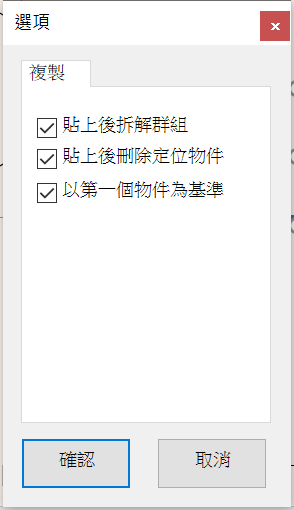 選項
複製
貼上後拆解群組
貼上後刪除定位物件
以第一個物件為基準
確認
取消